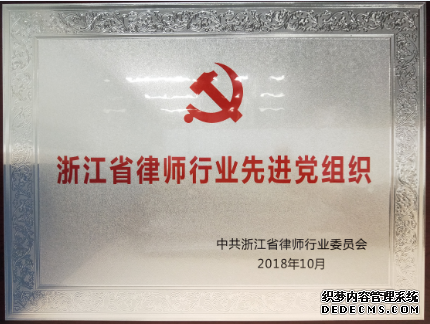 浙江省律师行业先进党组织
中共浙江省律师行业委员会
2018年10月
织梦内容管理系统
DEDECMS.COM